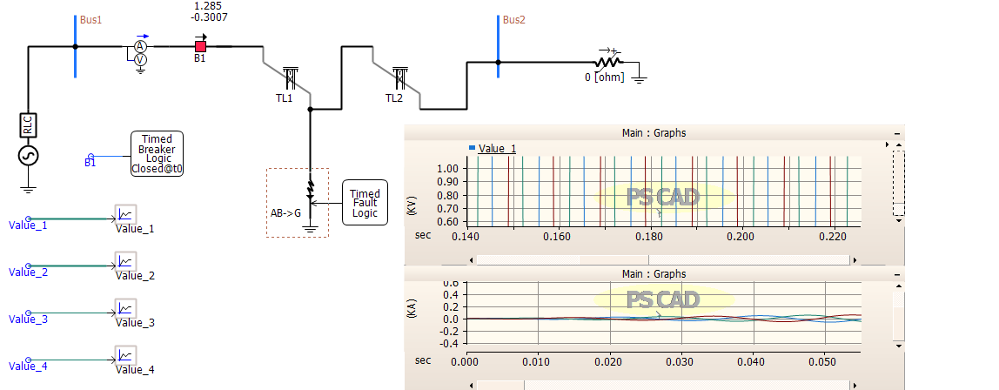 1.285
-0.3007
Bus1
Bus2
A
V
B1
TL1
TL2
0 [ohm]
RLC
B1
Timed
Breaker
Logic
Closed@t0
AB->G
Timed
Fault
Logic
Value_1
Value_1
Value_2
Value_2
Value_3
Value_3
Value_4
Value_4
Main : Graphs
Value_1
1.00
0.90
0.80
0.70
0.60
(KV)
PSCAD
sec
0.140
0.160
0.180
0.200
0.220
Main : Graphs
0.6
0.4
0.2
0.0
-0.2
-0.4
(KA)
PSCAD
sec
0.000
0.010
0.020
0.030
0.040
0.050